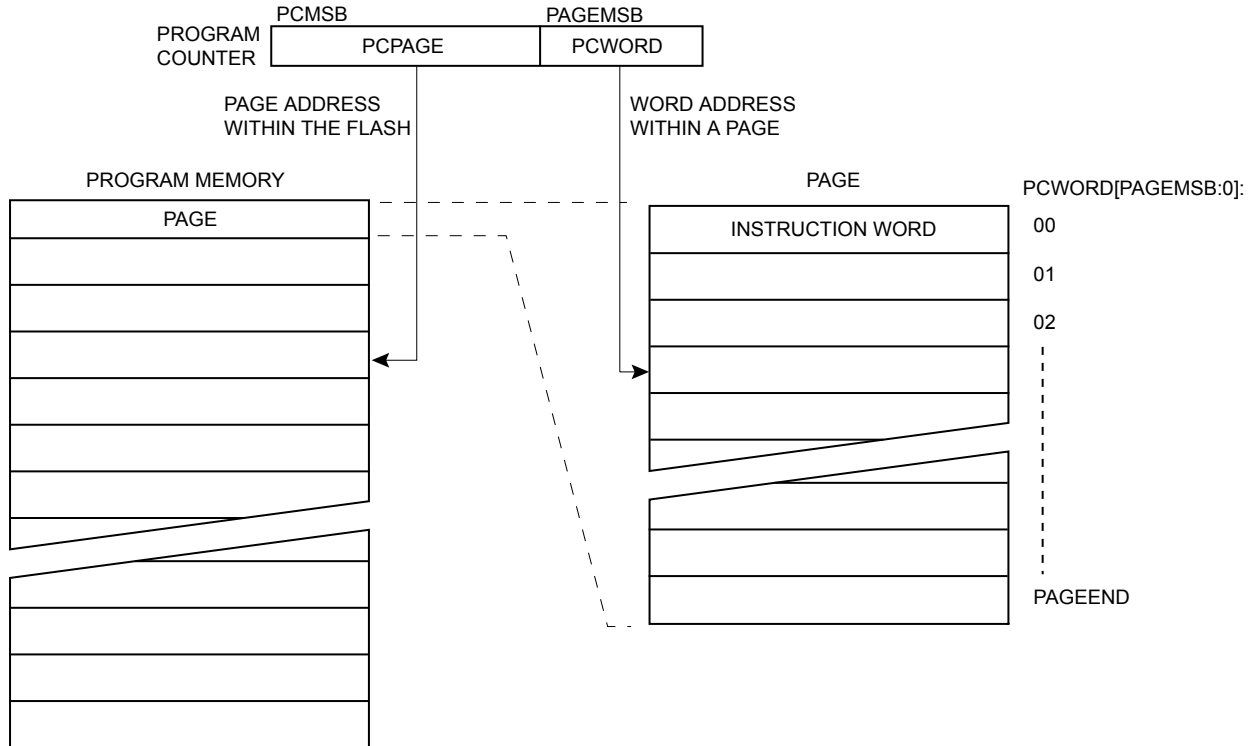 PCMSB
PAGEMSB
PROGRAM
COUNTER
PCPAGE
PCWORD
PAGE ADDRESS
WITHIN THE FLASH
WORD ADDRESS
WITHIN A PAGE
PROGRAM MEMORY
PAGE
PAGE
PCWORD[PAGEMSB:0]:
INSTRUCTION WORD
00
01
02
PAGEEND